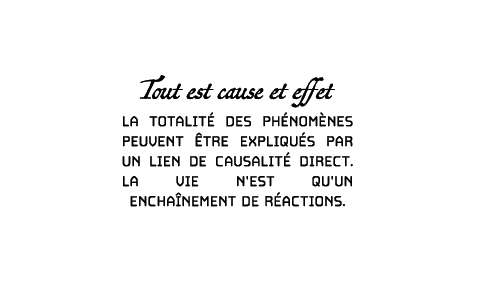 Tout est cause et effet
LA TOTALITÉ DES PHÉNOMÈNES
PEUVENT ÊTRE EXPLIQUÉS PAR
UN LIEN DE CAUSALITÉ DIRECT.
LA VIE N'EST QU'UN
ENCHAÎNEMENT DE RÉACTIONS.